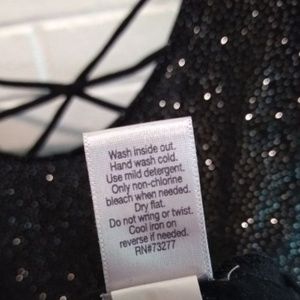 Wash inside out.
Hand wash cold.
Use mild detergent.
Only non-chlorine
bleach when needed.
Dry flat.
Do not wring or twist.
Cool iron on
reverse if needed.
RN#73277